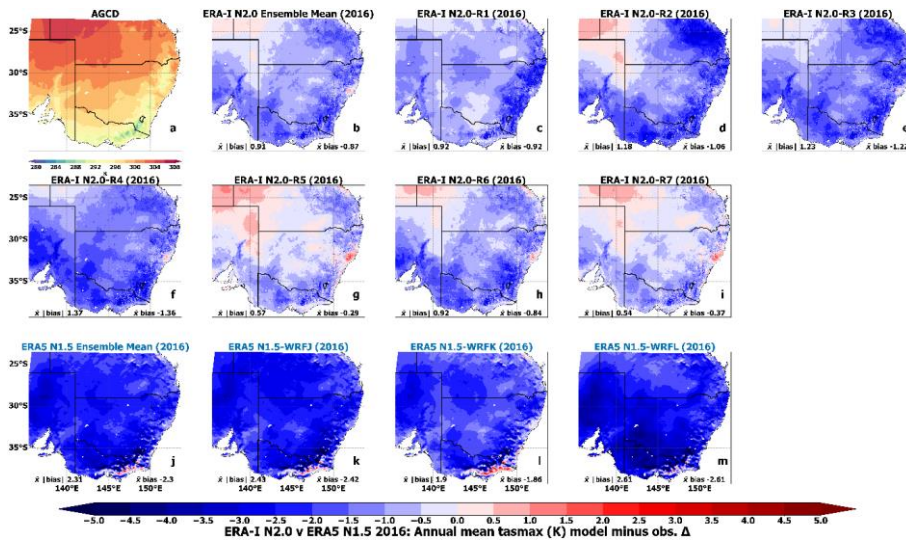 AGCD
ERA-I N2.0 Ensemble Mean (2016)
ERA-I N2.0-R1 (2016)
ERA-I N2.0-R2 (2016)
ERA-I N2.0-R3 (2016)
25°S
30°S
35°S
a
b
c
d
e
x̄ |bias| 0.91
x̄ bias -0.87
x̄ |bias| 0.92
x̄ bias -0.92
x̄ |bias| 1.18
x̄ bias -1.06
x̄ |bias| 1.23
x̄ bias -1.22
280 284 288 292 296 300 304 308
ERA-I N2.0-R4 (2016)
ERA-I N2.0-R5 (2016)
ERA-I N2.0-R6 (2016)
ERA-I N2.0-R7 (2016)
25°S
30°S
35°S
f
g
h
i
x̄ |bias| 1.37
x̄ bias -1.36
x̄ |bias| 0.57
x̄ bias -0.29
x̄ |bias| 0.92
x̄ bias -0.84
x̄ |bias| 0.54
x̄ bias -0.37
ERA5 N1.5 Ensemble Mean (2016)
ERA5 N1.5-WRFJ (2016)
ERA5 N1.5-WRFK (2016)
ERA5 N1.5-WRFL (2016)
25°S
30°S
35°S
j
k
l
m
x̄ |bias| 2.31
x̄ bias -2.3
x̄ |bias| 2.43
x̄ bias -2.42
x̄ |bias| 1.9
x̄ bias -1.86
x̄ |bias| 2.61
x̄ bias -2.61
140°E 145°E 150°E
140°E 145°E 150°E
140°E 145°E 150°E
140°E 145°E 150°E
−5.0 −4.5 −4.0 −3.5 −3.0 −2.5 −2.0 −1.5 −1.0 −0.5 0.0 0.5 1.0 1.5 2.0 2.5 3.0 3.5 4.0 4.5 5.0
ERA-I N2.0 v ERA5 N1.5 2016: Annual mean tasmax (K) model minus obs. Δ